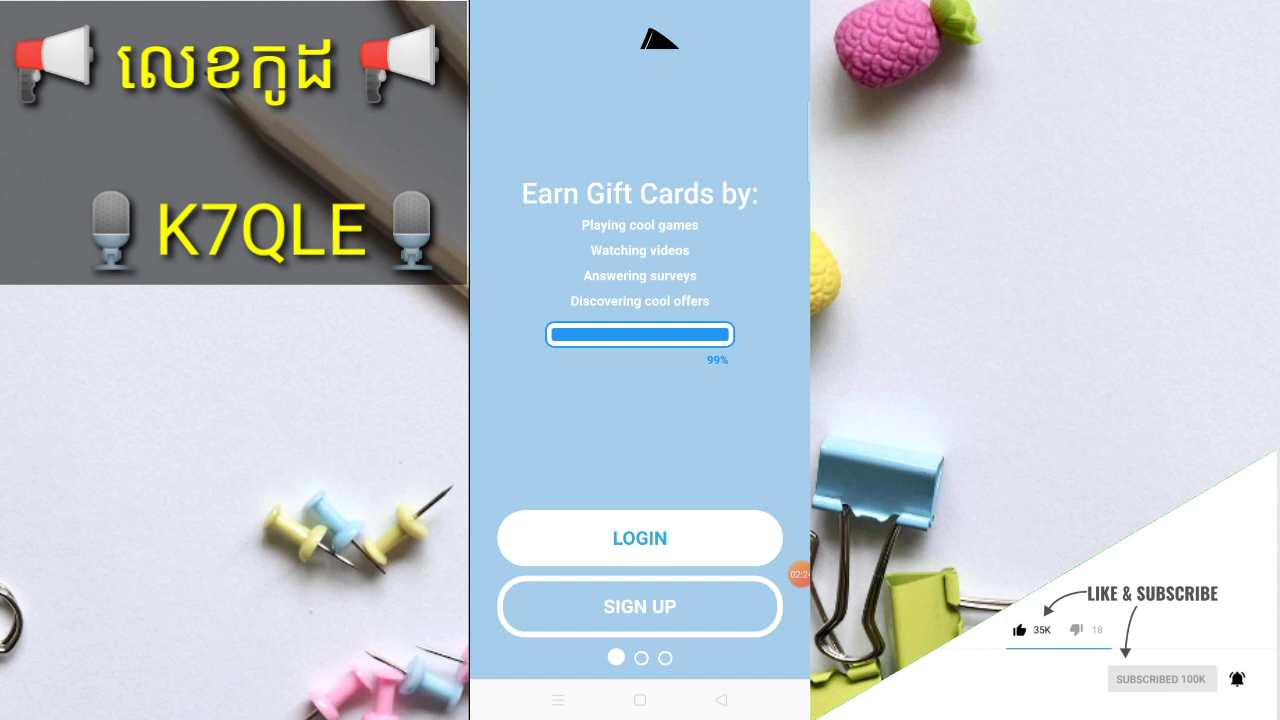 លេខកូដ
K7QLE
Earn Gift Cards by:
Playing cool games
Watching videos
Answering surveys
Discovering cool offers
99%
LOGIN
SIGN UP
LIKE & SUBSCRIBE
35K 18
SUBSCRIBED 100K